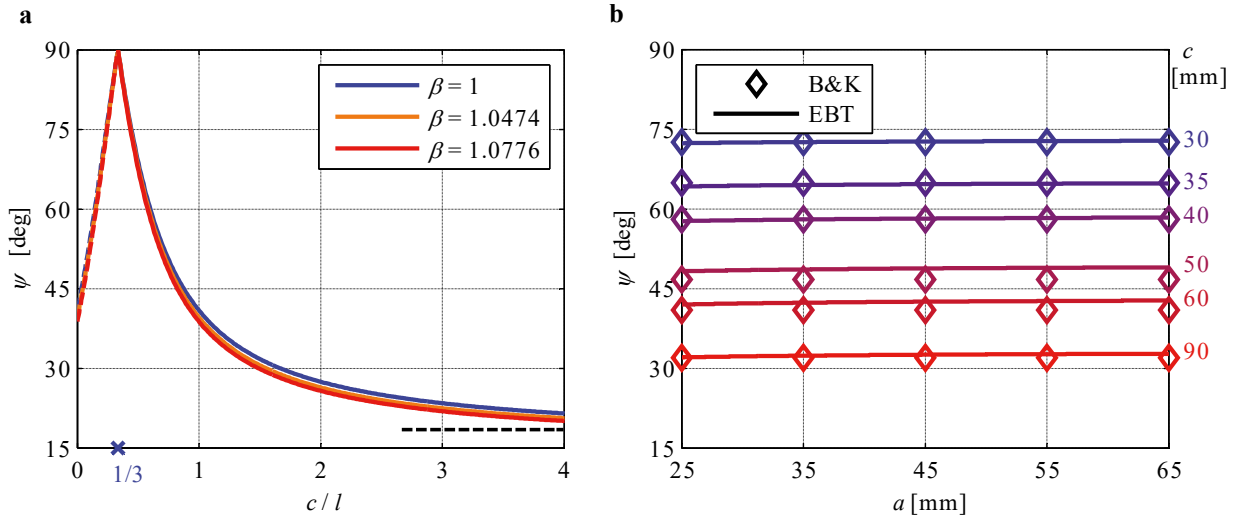 a
90
75
60
45
30
15
ψ [deg]
β = 1
β = 1.0474
β = 1.0776
0 1 2 3 4
1/3
c / l
b
90
75
60
45
30
15
ψ [deg]
B&K
EBT
c
[mm]
30
35
40
50
60
90
25 35 45 55 65
a [mm]